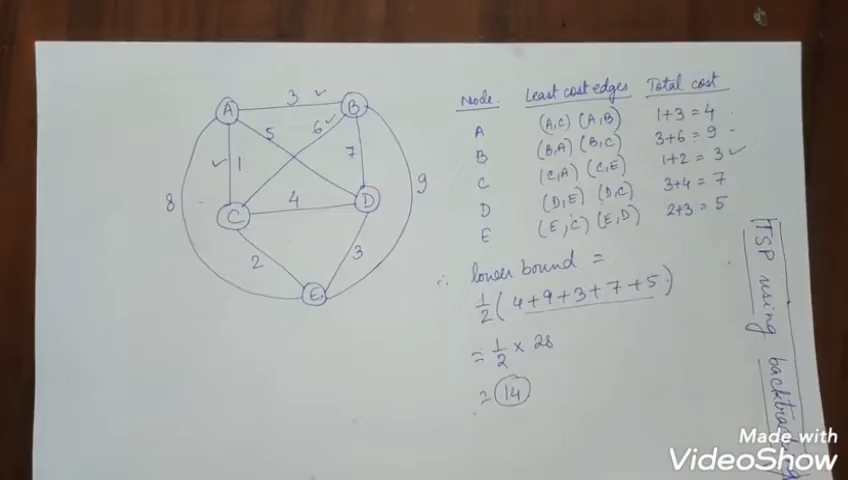 A 3 ✓ B
5 6 ✓
✓ 1 7
8 9
C 4 D
2 3
E
Node. Least cost edges Total cost
A (A,C) (A,B) 1+3 = 4
B (B,A) (B,C) 3+6 = 9
C (C,A) (C,E) 1+2 = 3 ✓
D (D,E) (D,C) 3+4 = 7
E (E,C) (E,D) 2+3 = 5
∴ lower bound =
1/2 (4+9+3+7+5)
= 1/2 × 28
= 14
TSP using backtracking
Made with
VideoShow